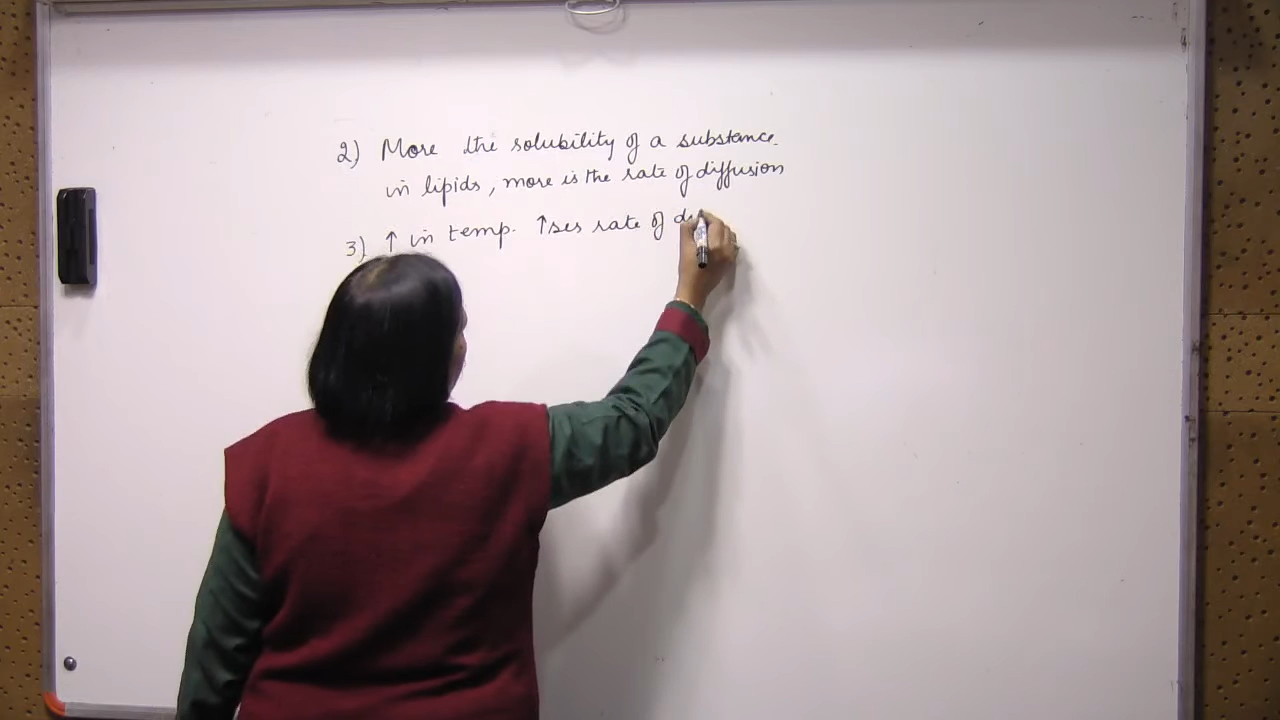 2) More the solubility of a substance
in lipids, more is the rate of diffusion
3) ↑ in temp. ↑ses rate of